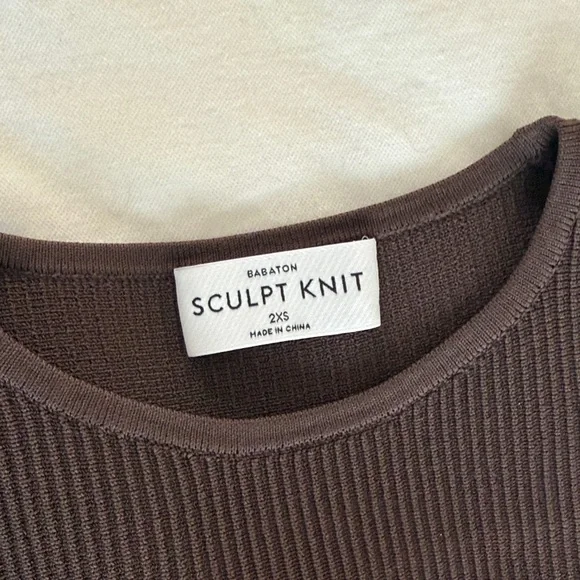 BABATON
SCULPT KNIT
2XS
MADE IN CHINA